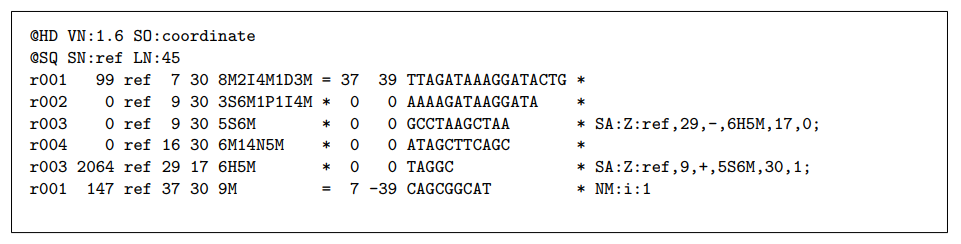 @HD VN:1.6 SO:coordinate
@SQ SN:ref LN:45
r001   99 ref  7 30 8M2I4M1D3M = 37  39 TTAGATAAAGGATACTG *
r002    0 ref  9 30 3S6M1P1I4M *  0   0 AAAAGATAAGGATA    *
r003    0 ref  9 30 5S6M       *  0   0 GCCTAAGCTAA       * SA:Z:ref,29,-,6H5M,17,0;
r004    0 ref 16 30 6M14N5M    *  0   0 ATAGCTTCAGC       *
r003 2064 ref 29 17 6H5M       *  0   0 TAGGC             * SA:Z:ref,9,+,5S6M,30,1;
r001  147 ref 37 30 9M         =  7 -39 CAGCGGCAT         * NM:i:1